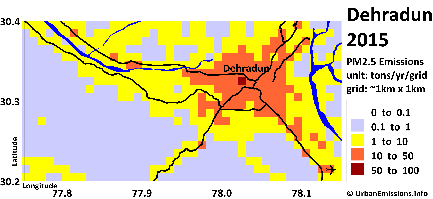 30.4
30.3
30.2
Latitude
Longitude
77.8
77.9
78.0
78.1
Dehradun
Dehradun
2015
PM2.5 Emissions
unit: tons/yr/grid
grid: ~1km x 1km
0 to 0.1
0.1 to 1
1 to 10
10 to 50
50 to 100
© UrbanEmissions.Info